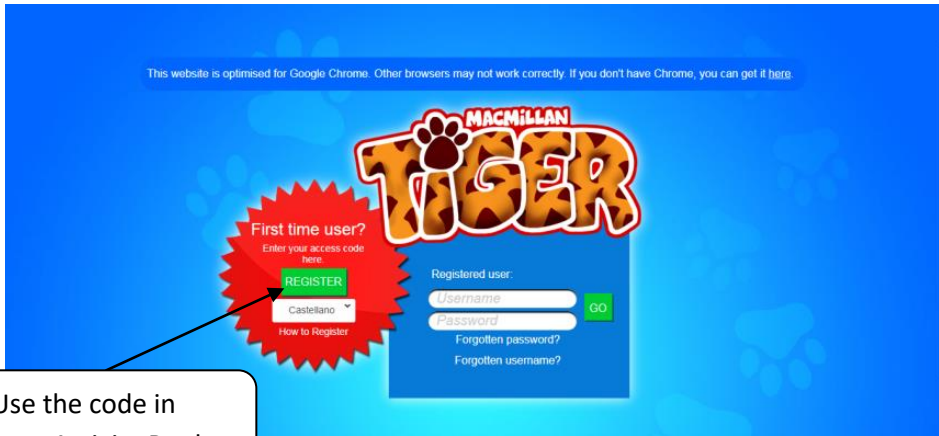 This website is optimised for Google Chrome. Other browsers may not work correctly. If you don't have Chrome, you can get it here.
MACMILLAN
TIGER
First time user?
Enter your access code
here.
REGISTER
Castellano
How to Register
Registered user:
Username
Password
GO
Forgotten password?
Forgotten username?
Use the code in